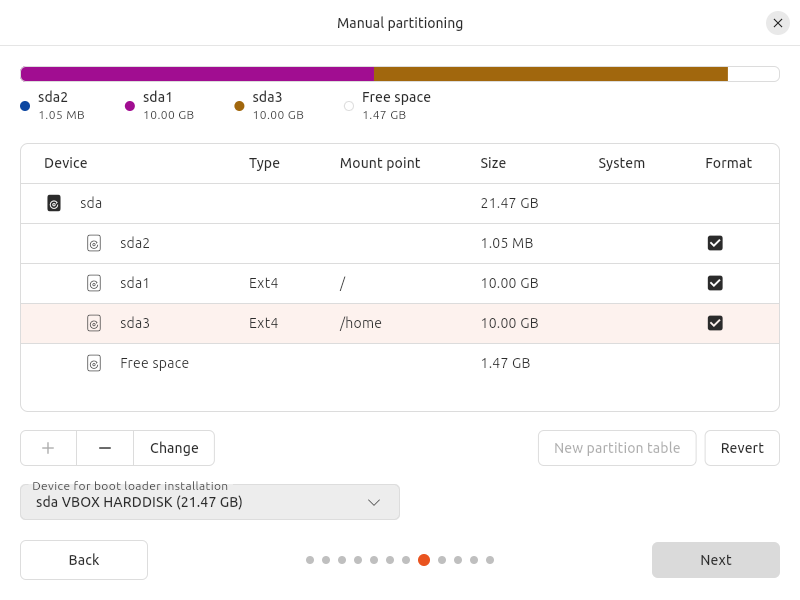 Manual partitioning
sda2
1.05 MB
sda1
10.00 GB
sda3
10.00 GB
Free space
1.47 GB
Device Type Mount point Size System Format
sda 21.47 GB
sda2 1.05 MB
sda1 Ext4 / 10.00 GB
sda3 Ext4 /home 10.00 GB
Free space 1.47 GB
+ − Change New partition table Revert
Device for boot loader installation
sda VBOX HARDDISK (21.47 GB)
Back Next